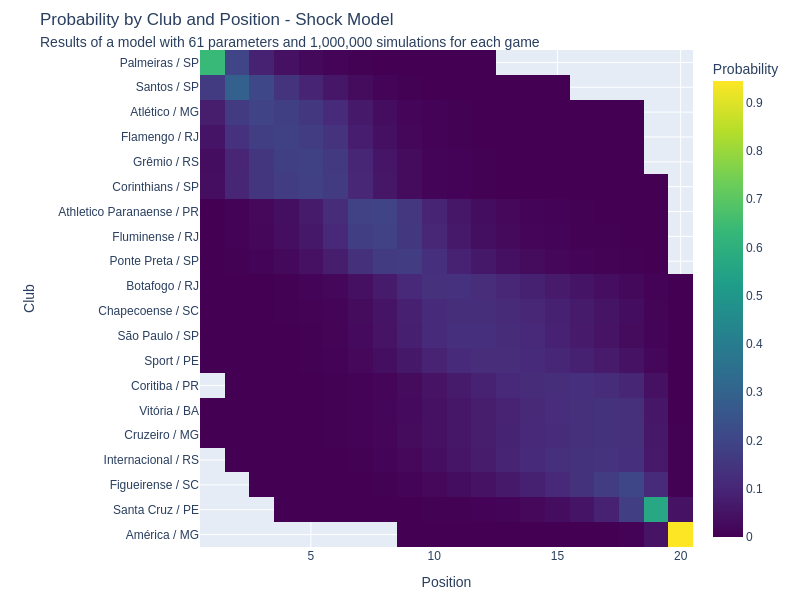 Probability by Club and Position - Shock Model
Results of a model with 61 parameters and 1,000,000 simulations for each game
Probability
Palmeiras / SP
Santos / SP
Atlético / MG
Flamengo / RJ
Grêmio / RS
Corinthians / SP
Athletico Paranaense / PR
Fluminense / RJ
Ponte Preta / SP
Botafogo / RJ
Chapecoense / SC
São Paulo / SP
Sport / PE
Coritiba / PR
Vitória / BA
Cruzeiro / MG
Internacional / RS
Figueirense / SC
Santa Cruz / PE
América / MG
Club
5
10
15
20
Position
0.9
0.8
0.7
0.6
0.5
0.4
0.3
0.2
0.1
0